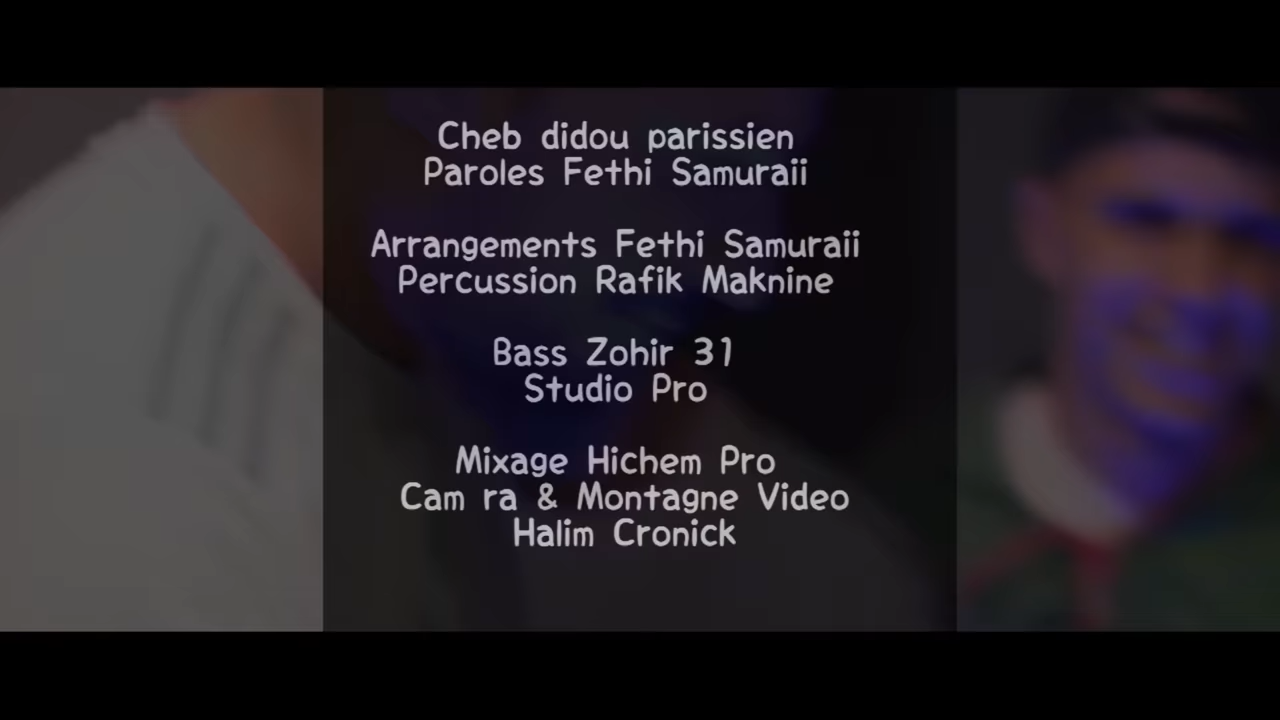 Cheb didou parissien
Paroles Fethi Samuraii
Arrangements Fethi Samuraii
Percussion Rafik Maknine
Bass Zohir 31
Studio Pro
Mixage Hichem Pro
Cam ra & Montagne Video
Halim Cronick